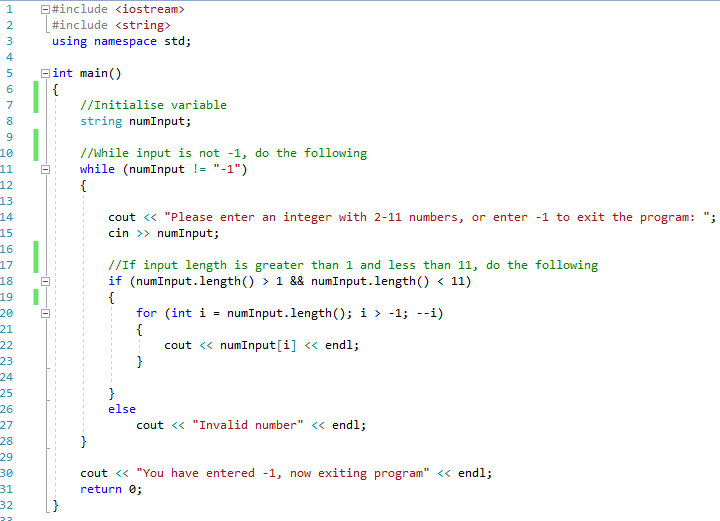 1 #include <iostream>
2 #include <string>
3 using namespace std;
4
5 int main()
6 {
7 //Initialise variable
8 string numInput;
9
10 //While input is not -1, do the following
11 while (numInput != "-1")
12 {
13
14 cout << "Please enter an integer with 2-11 numbers, or enter -1 to exit the program: ";
15 cin >> numInput;
16
17 //If input length is greater than 1 and less than 11, do the following
18 if (numInput.length() > 1 && numInput.length() < 11)
19 {
20 for (int i = numInput.length(); i > -1; --i)
21 {
22 cout << numInput[i] << endl;
23 }
24
25 }
26 else
27 cout << "Invalid number" << endl;
28 }
29
30 cout << "You have entered -1, now exiting program" << endl;
31 return 0;
32 }
33